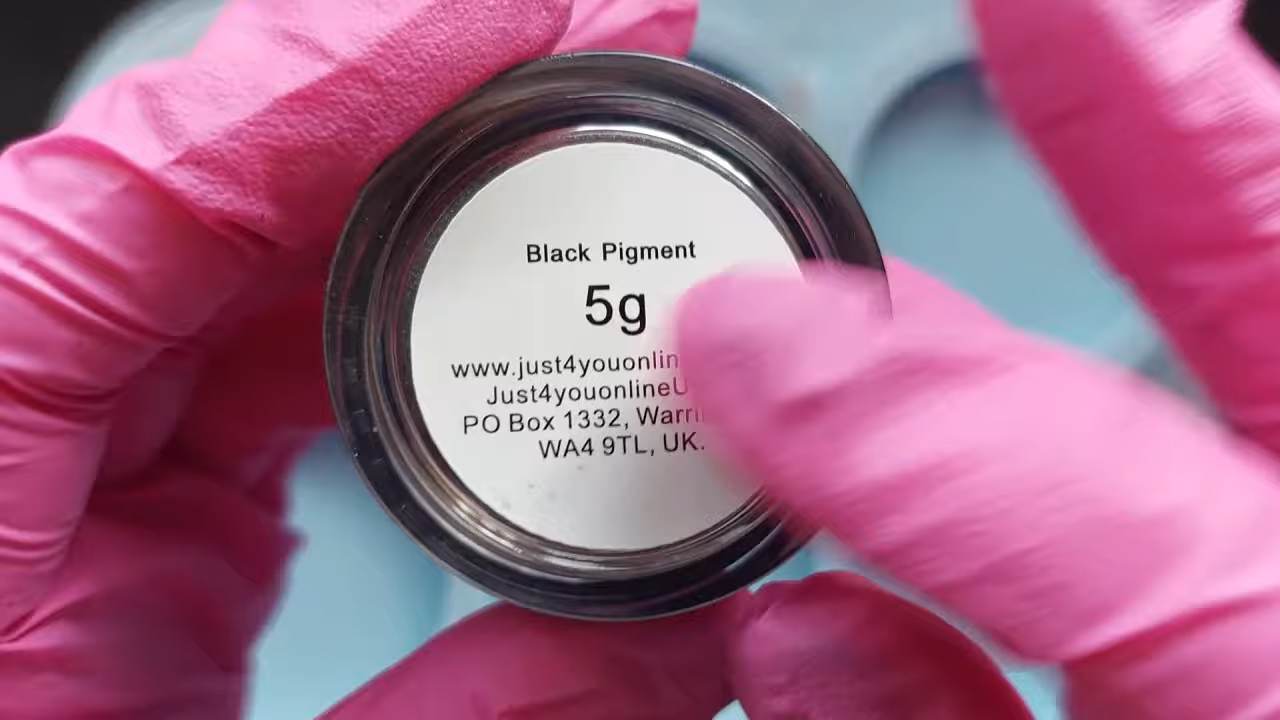 Black Pigment
5g
www.just4youonlin
Just4youonlineU
PO Box 1332, Warri
WA4 9TL, UK.